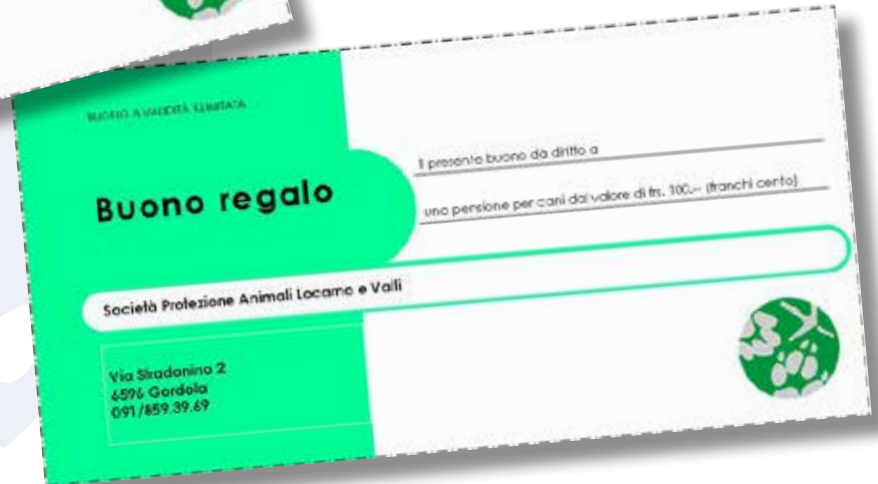 BUONO A VALIDITÀ ILLIMITATA
Buono regalo
Il presente buono da diritto a
una pensione per cani dal valore di frs. 100.-- (franchi cento)
Società Protezione Animali Locarno e Valli
Via Stradonino 2
6596 Gordola
091/859.39.69